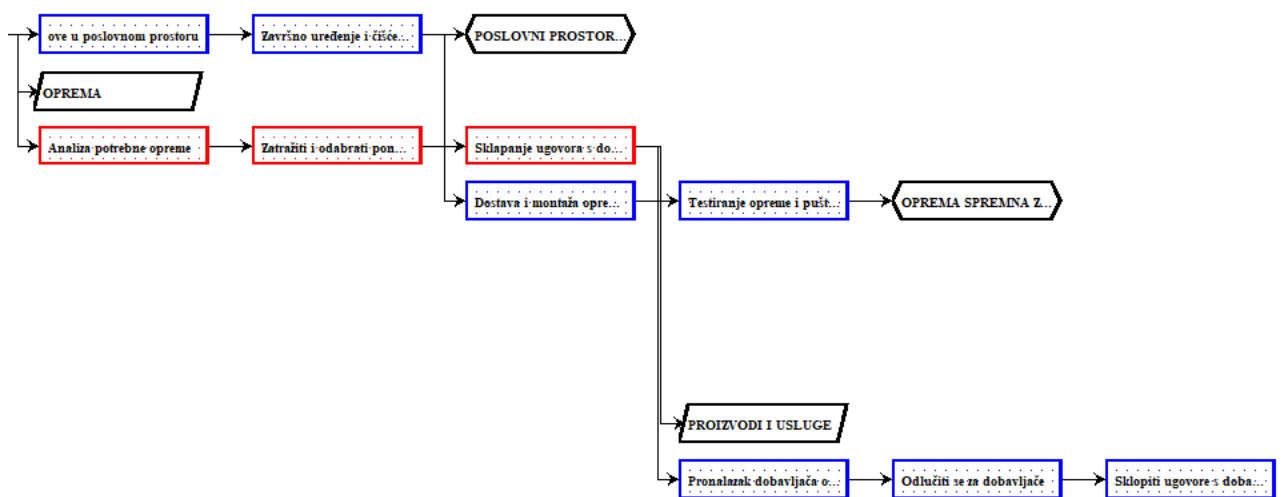 ove u poslovnom prostoru
Završno uređenje i čišće...
POSLOVNI PROSTOR...
OPREMA
Analiza potrebne opreme
Zatražiti i odabrati pon...
Sklapanje ugovora s do...
Dostava i montaža opre...
Testiranje opreme i pušt...
OPREMA SPREMNA Z...
PROIZVODI I USLUGE
Pronalazak dobavljača o...
Odlučiti se za dobavljače
Sklopiti ugovore s doba...